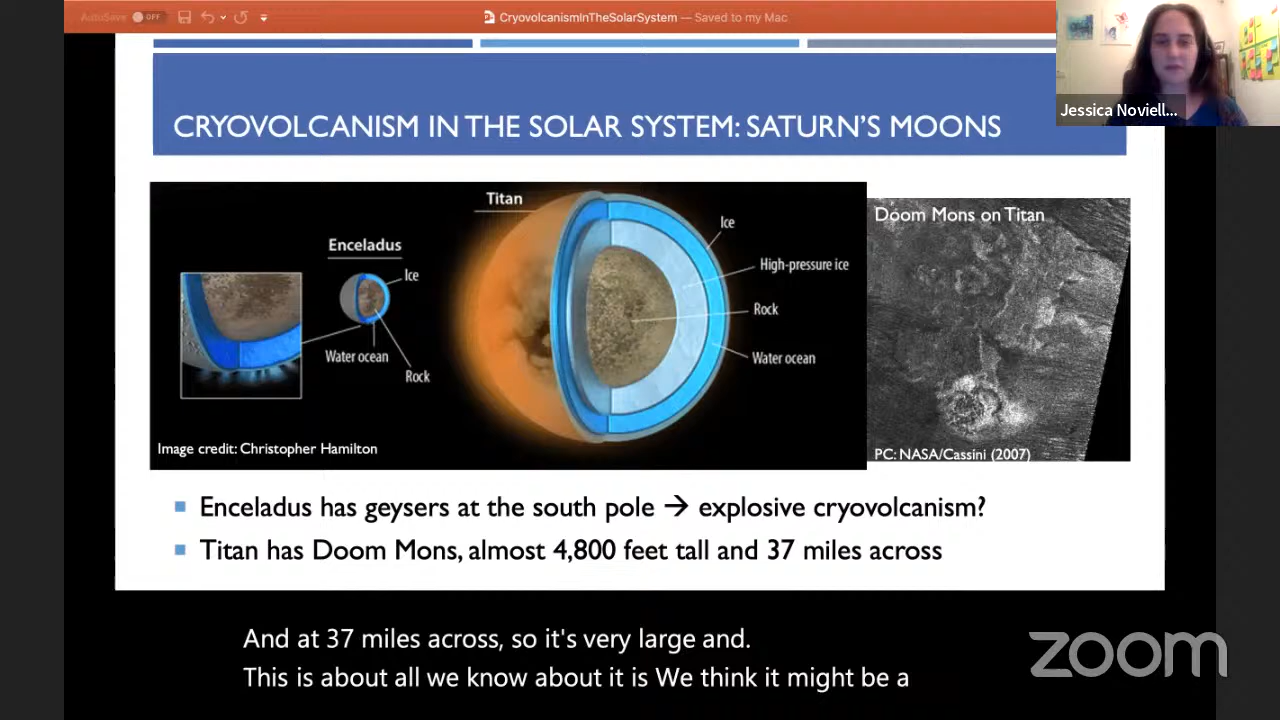 AutoSave OFF
CryovolcanismInTheSolarSystem — Saved to my Mac
Jessica Noviell...
CRYOVOLCANISM IN THE SOLAR SYSTEM: SATURN'S MOONS
Titan
Enceladus
Ice
Water ocean
Rock
Ice
High-pressure ice
Rock
Water ocean
Image credit: Christopher Hamilton
Doom Mons on Titan
PC: NASA/Cassini (2007)
Enceladus has geysers at the south pole → explosive cryovolcanism?
Titan has Doom Mons, almost 4,800 feet tall and 37 miles across
And at 37 miles across, so it's very large and.
This is about all we know about it is We think it might be a
zoom